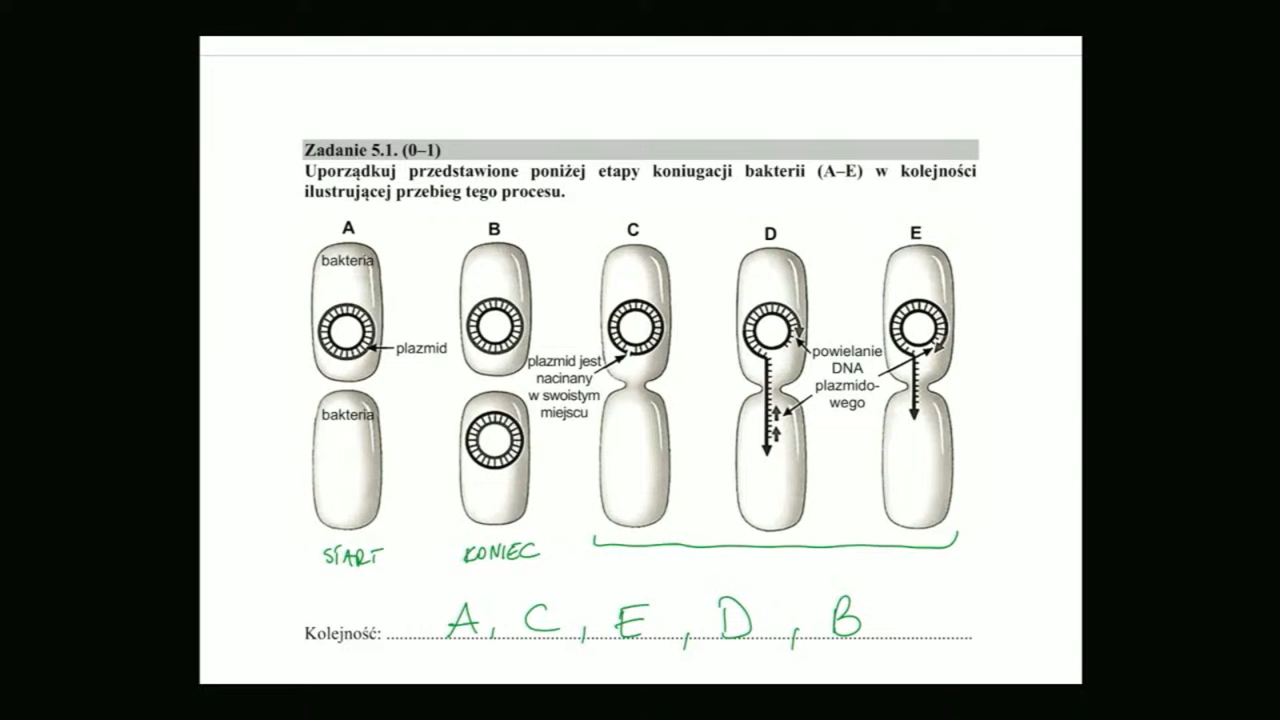 Zadanie 5.1. (0–1)
Uporządkuj przedstawione poniżej etapy koniugacji bakterii (A–E) w kolejności
ilustrującej przebieg tego procesu.
A B C D E
bakteria
plazmid
bakteria
plazmid jest
nacinany
w swoistym
miejscu
powielanie
DNA
plazmido-
wego
START KONIEC
Kolejność: A, C, E, D, B